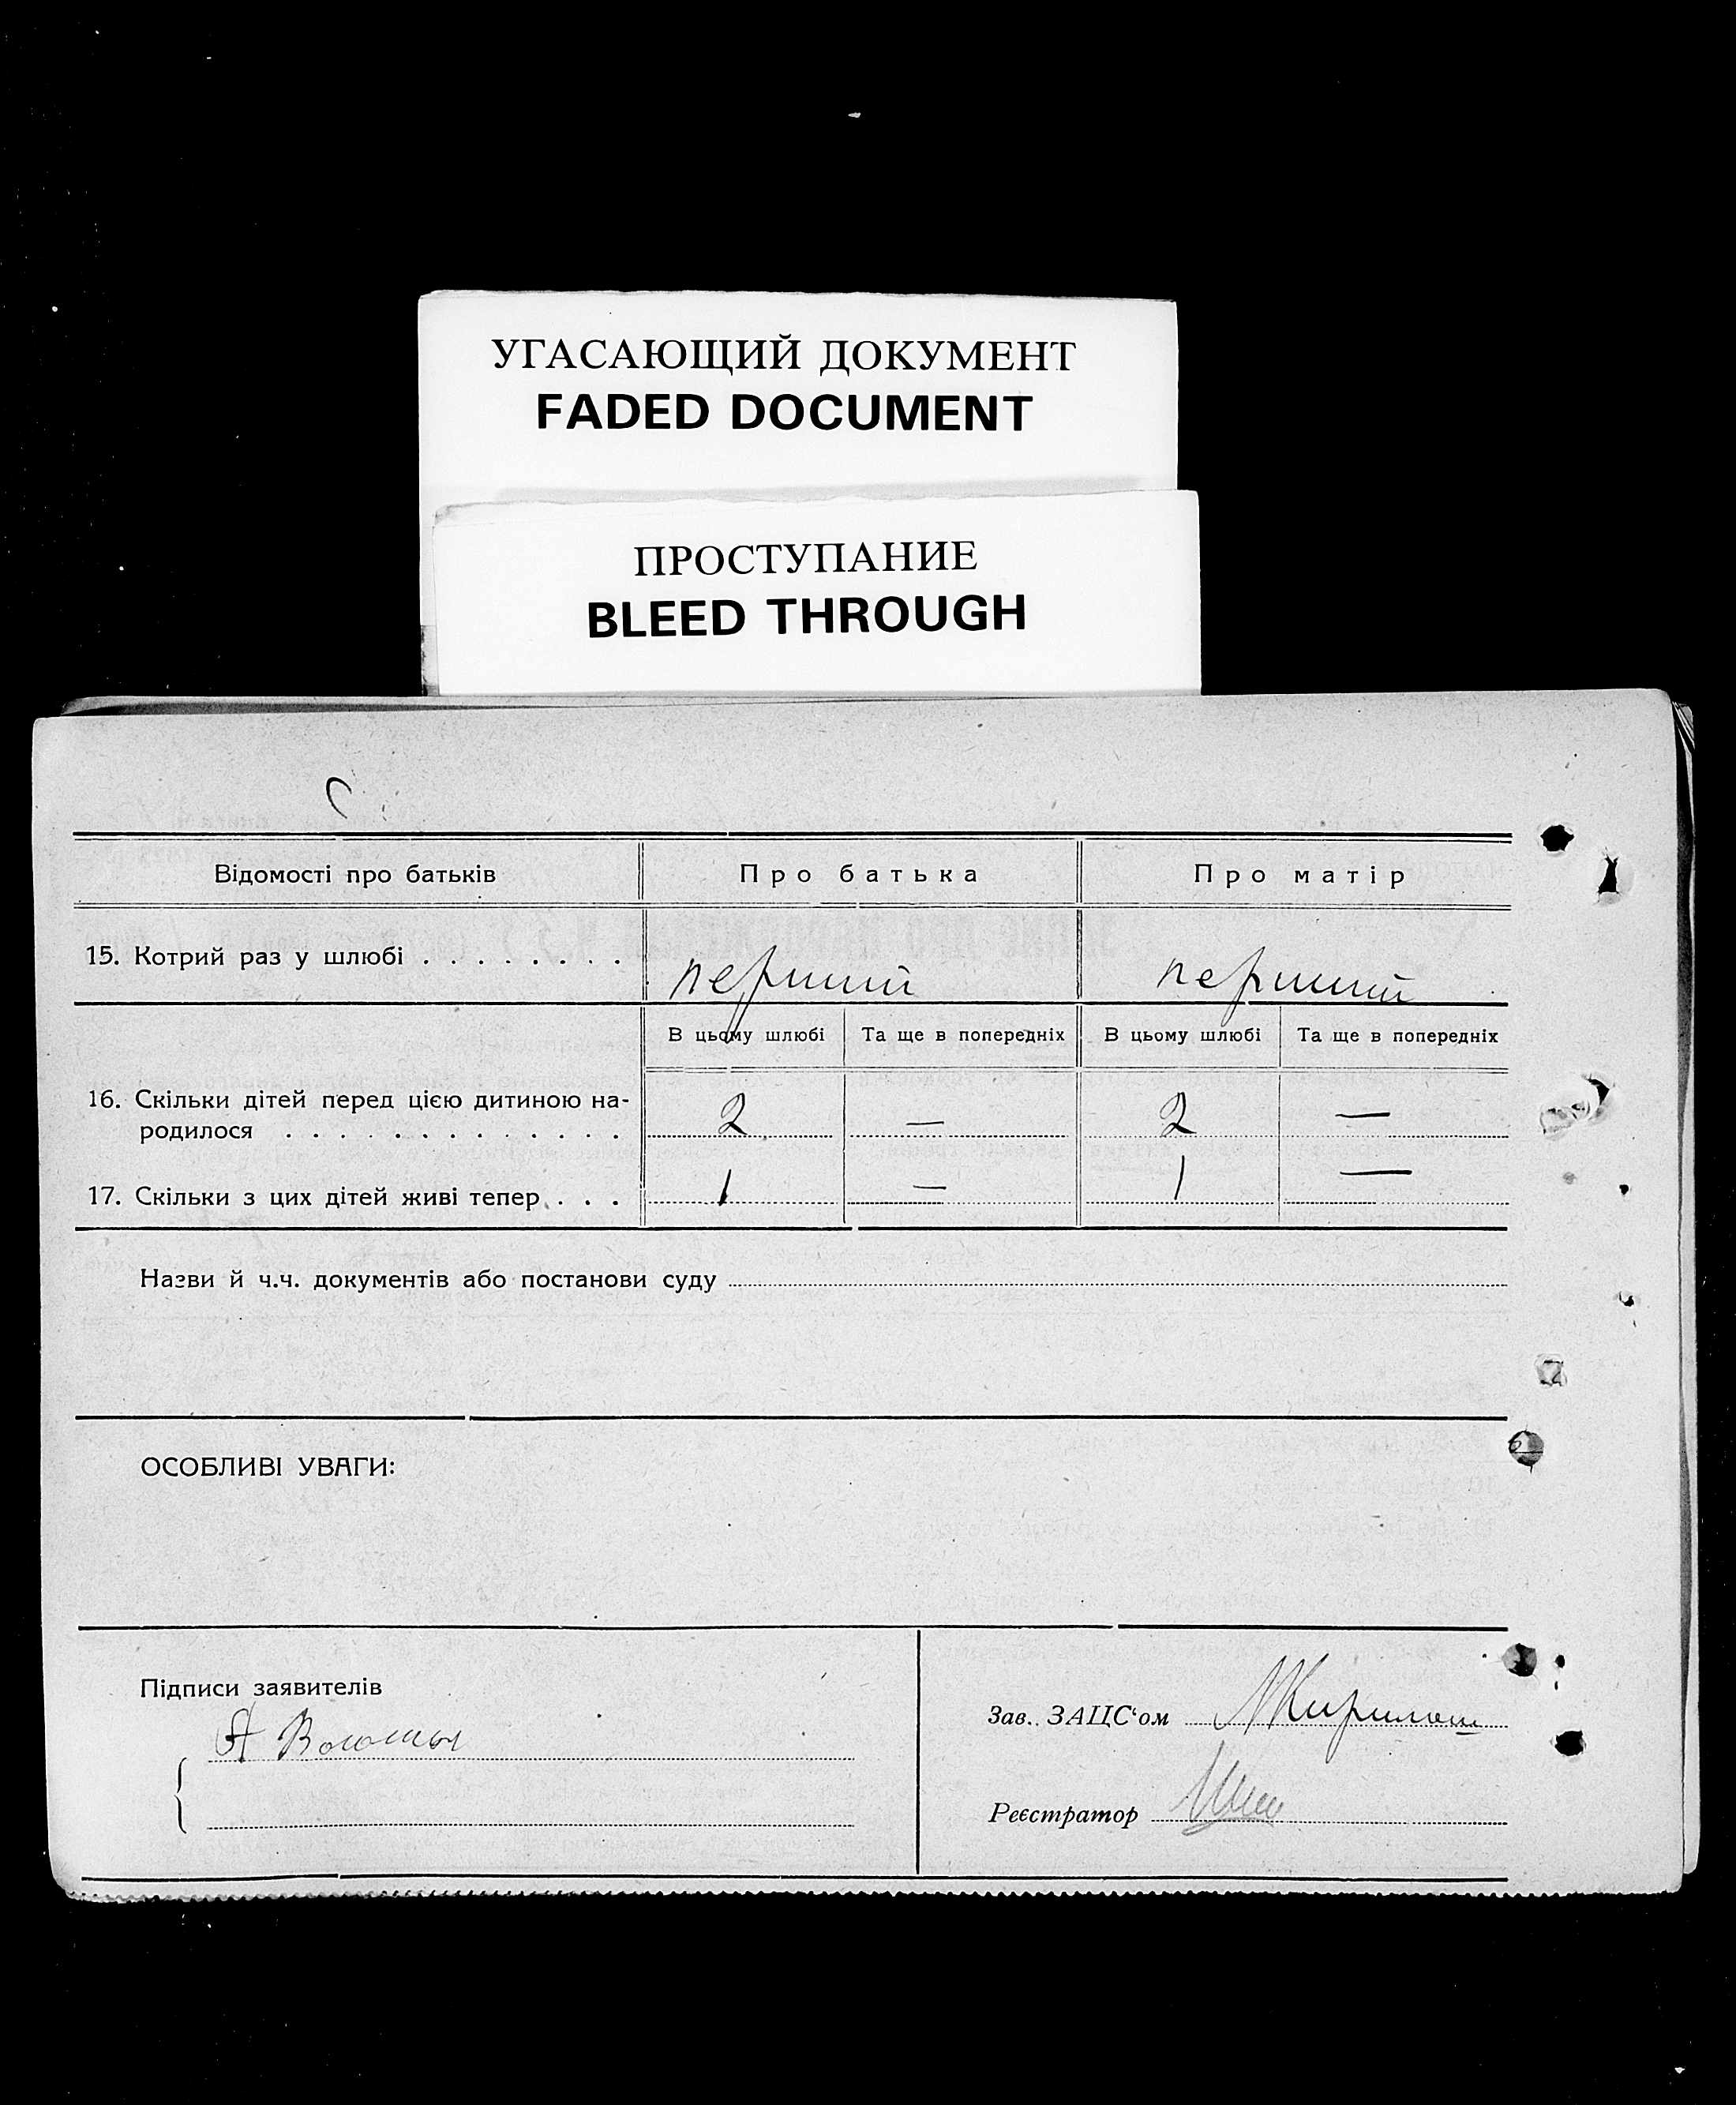 УГАСАЮЩИЙ ДОКУМЕНТ
FADED DOCUMENT
ПРОСТУПАНИЕ
BLEED THROUGH
Відомості про батьків Про батька Про матір
15. Котрий раз у шлюбі . . . . . . . . перший перший
В цьому шлюбі Та ще в попередніх В цьому шлюбі Та ще в попередніх
16. Скільки дітей перед цією дитиною на-
родилося . . . . . . . . . . . . . 2 — 2 —
17. Скільки з цих дітей живі тепер . . . 1 — 1 —
Назви й ч.ч. документів або постанови суду
ОСОБЛИВІ УВАГИ:
Підписи заявителів
Зав. ЗАЦС‘ом
Реєстратор